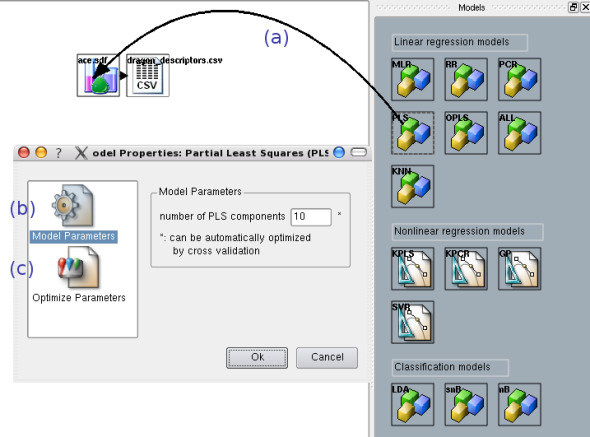 Models
(a)
Linear regression models
ace.sdf
dragon_descriptors.csv
CSV
MLR
RR
PCR
PLS
OPLS
ALL
KNN
? X odel Properties: Partial Least Squares (PLS
(b)
Model Parameters
(c)
Optimize Parameters
Model Parameters
number of PLS components 10 *
*: can be automatically optimized
by cross validation
Ok
Cancel
Nonlinear regression models
KPLS
KPCR
GP
SVR
Classification models
LDA
snB
nB